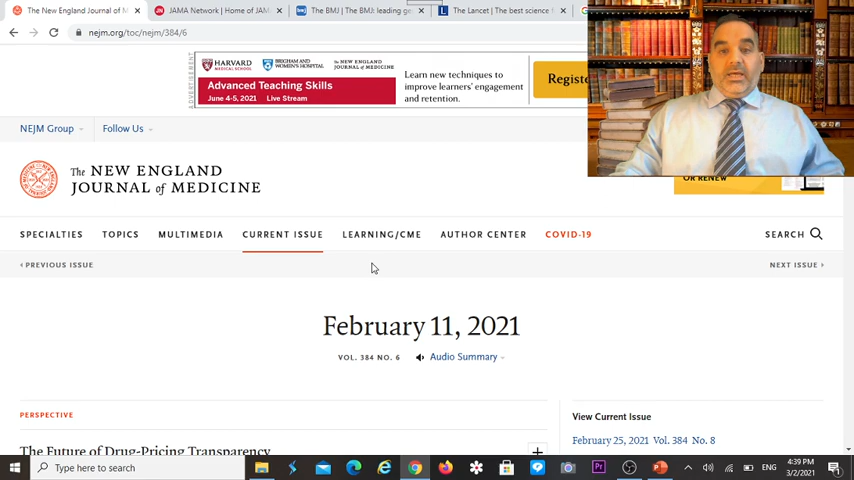 The New England Journal of M
JAMA Network | Home of JAMA
The BMJ | The BMJ: leading ge
The Lancet | The best science f
nejm.org/toc/nejm/384/6
ADVERTISEMENT
HARVARD
MEDICAL SCHOOL
BRIGHAM AND
WOMEN'S HOSPITAL
THE NEW ENGLAND
JOURNAL of MEDICINE
Advanced Teaching Skills
June 4-5, 2021 Live Stream
Learn new techniques to
improve learners' engagement
and retention.
Registe
NEJM Group
Follow Us
The NEW ENGLAND
JOURNAL of MEDICINE
OR RENEW
SPECIALTIES TOPICS MULTIMEDIA CURRENT ISSUE LEARNING/CME AUTHOR CENTER COVID-19 SEARCH
PREVIOUS ISSUE
NEXT ISSUE
February 11, 2021
VOL. 384 NO. 6 Audio Summary
PERSPECTIVE
The Future of Drug-Pricing Transparency
View Current Issue
February 25, 2021 Vol. 384 No. 8
Type here to search
ENG
4:39 PM
3/2/2021